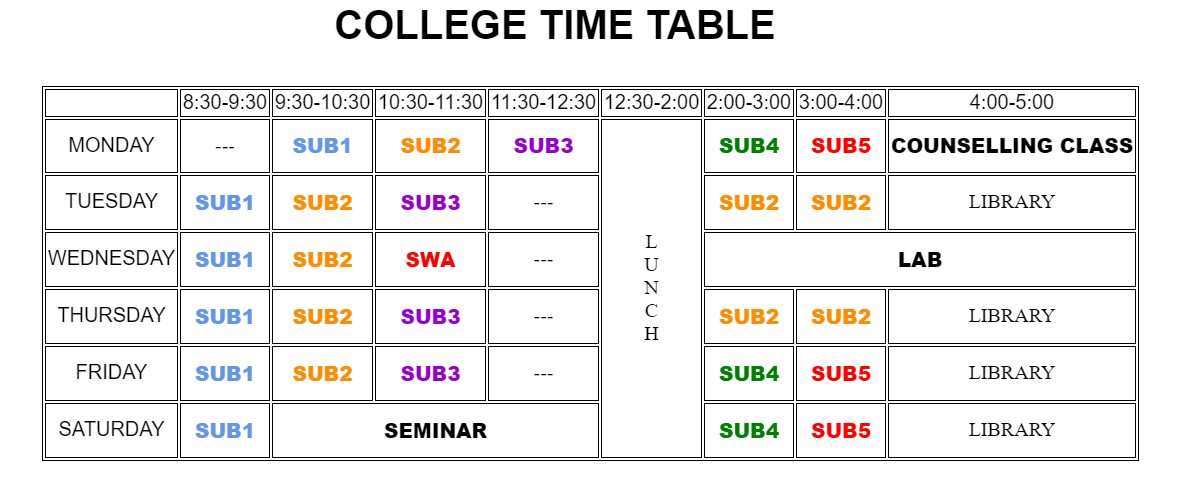 COLLEGE TIME TABLE
8:30-9:30 9:30-10:30 10:30-11:30 11:30-12:30 12:30-2:00 2:00-3:00 3:00-4:00 4:00-5:00
MONDAY --- SUB1 SUB2 SUB3 SUB4 SUB5 COUNSELLING CLASS
TUESDAY SUB1 SUB2 SUB3 --- SUB2 SUB2 LIBRARY
WEDNESDAY SUB1 SUB2 SWA --- LAB
L
U
N
C
H
THURSDAY SUB1 SUB2 SUB3 --- SUB2 SUB2 LIBRARY
FRIDAY SUB1 SUB2 SUB3 --- SUB4 SUB5 LIBRARY
SATURDAY SUB1 SEMINAR SUB4 SUB5 LIBRARY